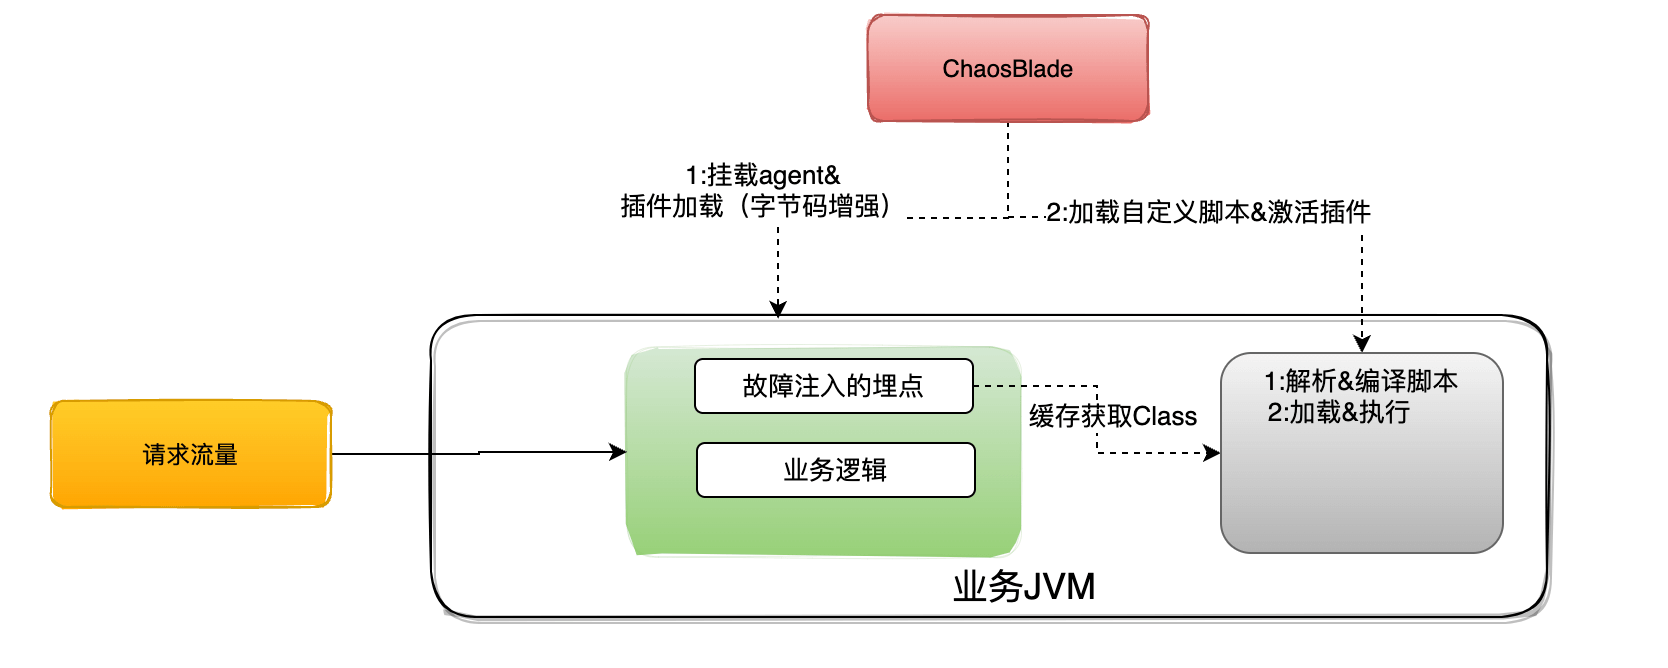 ChaosBlade
1:挂载agent&
插件加载（字节码增强）
2:加载自定义脚本&激活插件
请求流量
故障注入的埋点
业务逻辑
缓存获取Class
1:解析&编译脚本
2:加载&执行
业务JVM